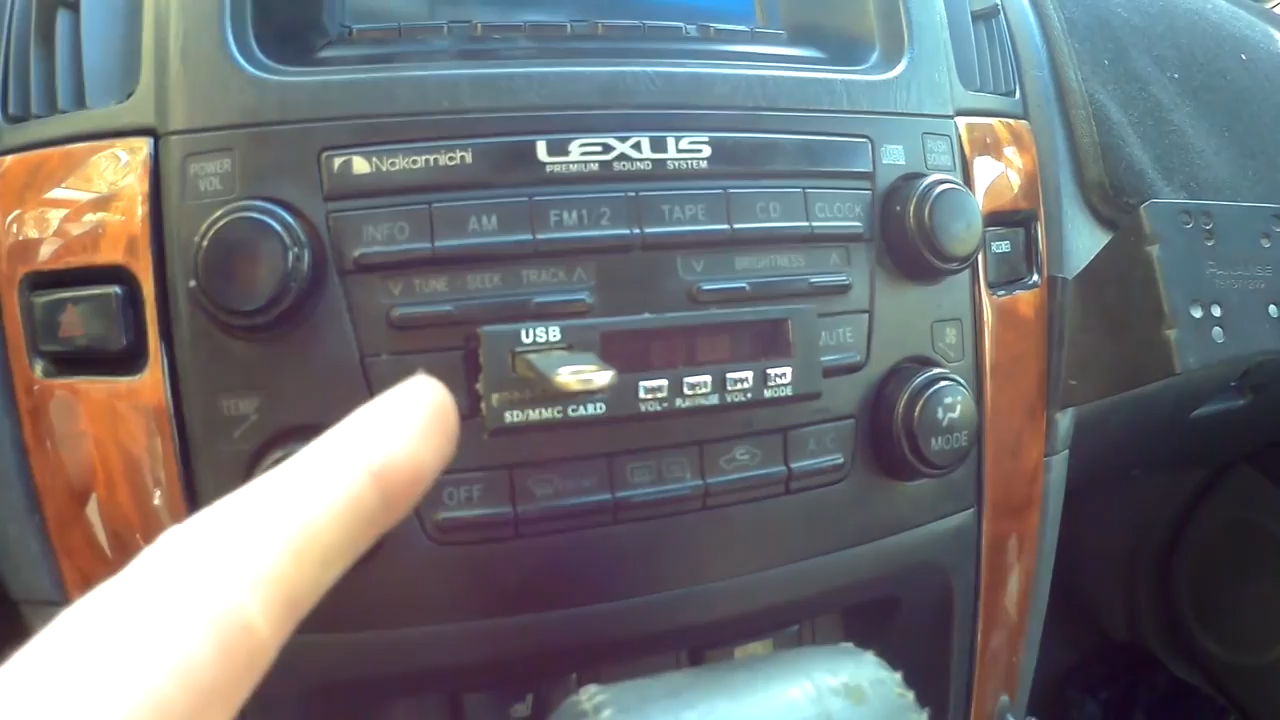 POWER
VOL
Nakamichi
LEXUS
PREMIUM SOUND SYSTEM
PUSH
SOUND
INFO
AM
FM1/2
TAPE
CD
CLOCK
TUNE · SEEK TRACK
BRIGHTNESS
MUTE
USB
SD/MMC CARD
VOL-
PLAY/PAUSE
VOL+
MODE
TEMP
MODE
OFF
A/C